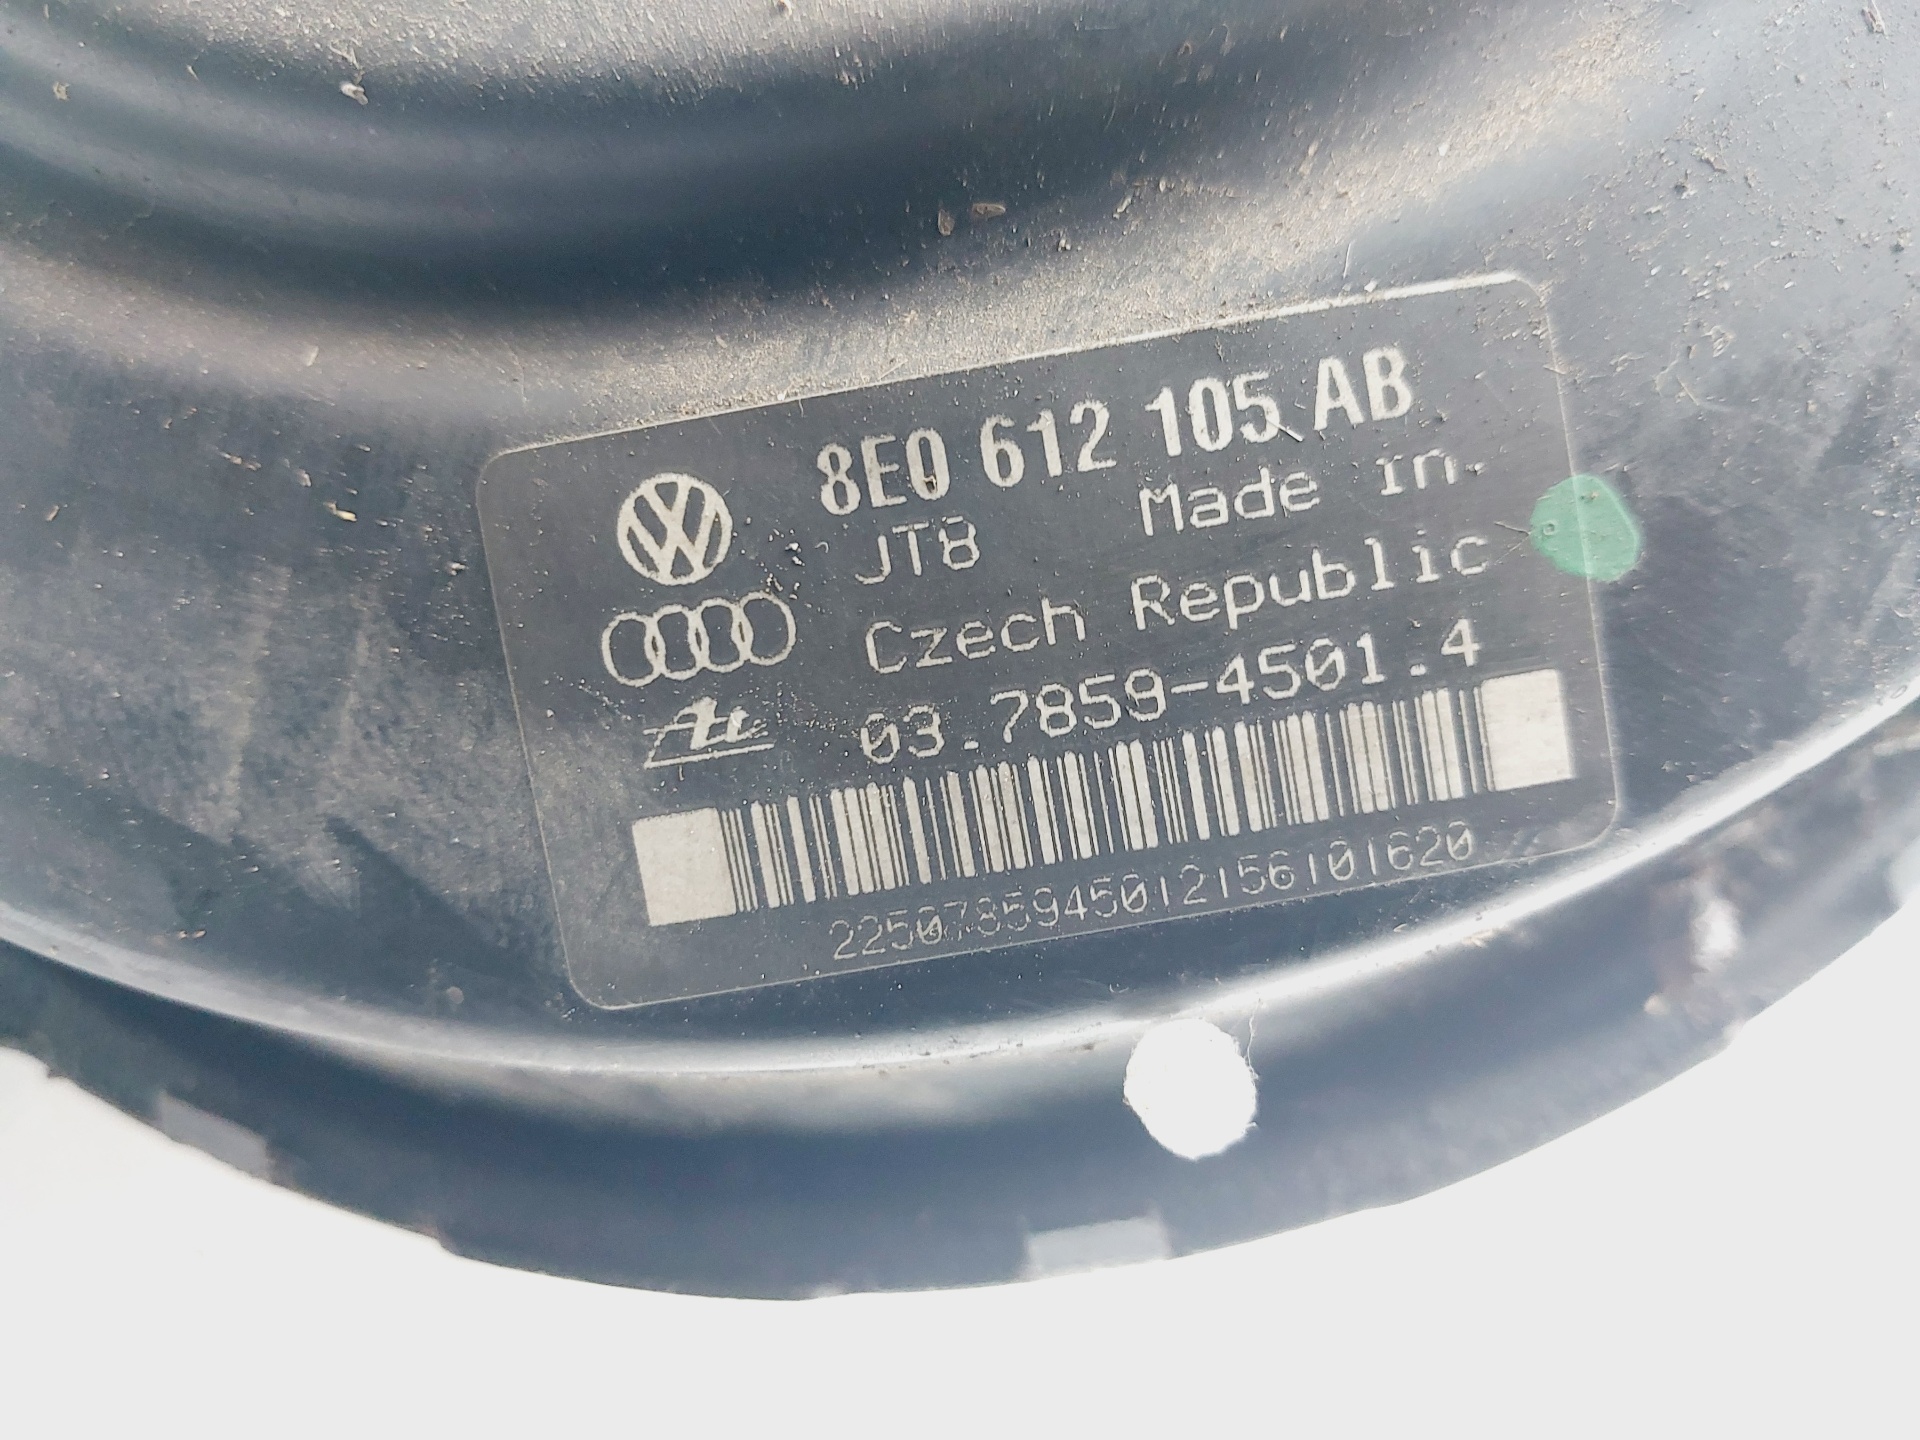 8E0 612 105 AB
JT8 Made in.
Czech Republic
03.7859-4501.4
2250785945012156101620